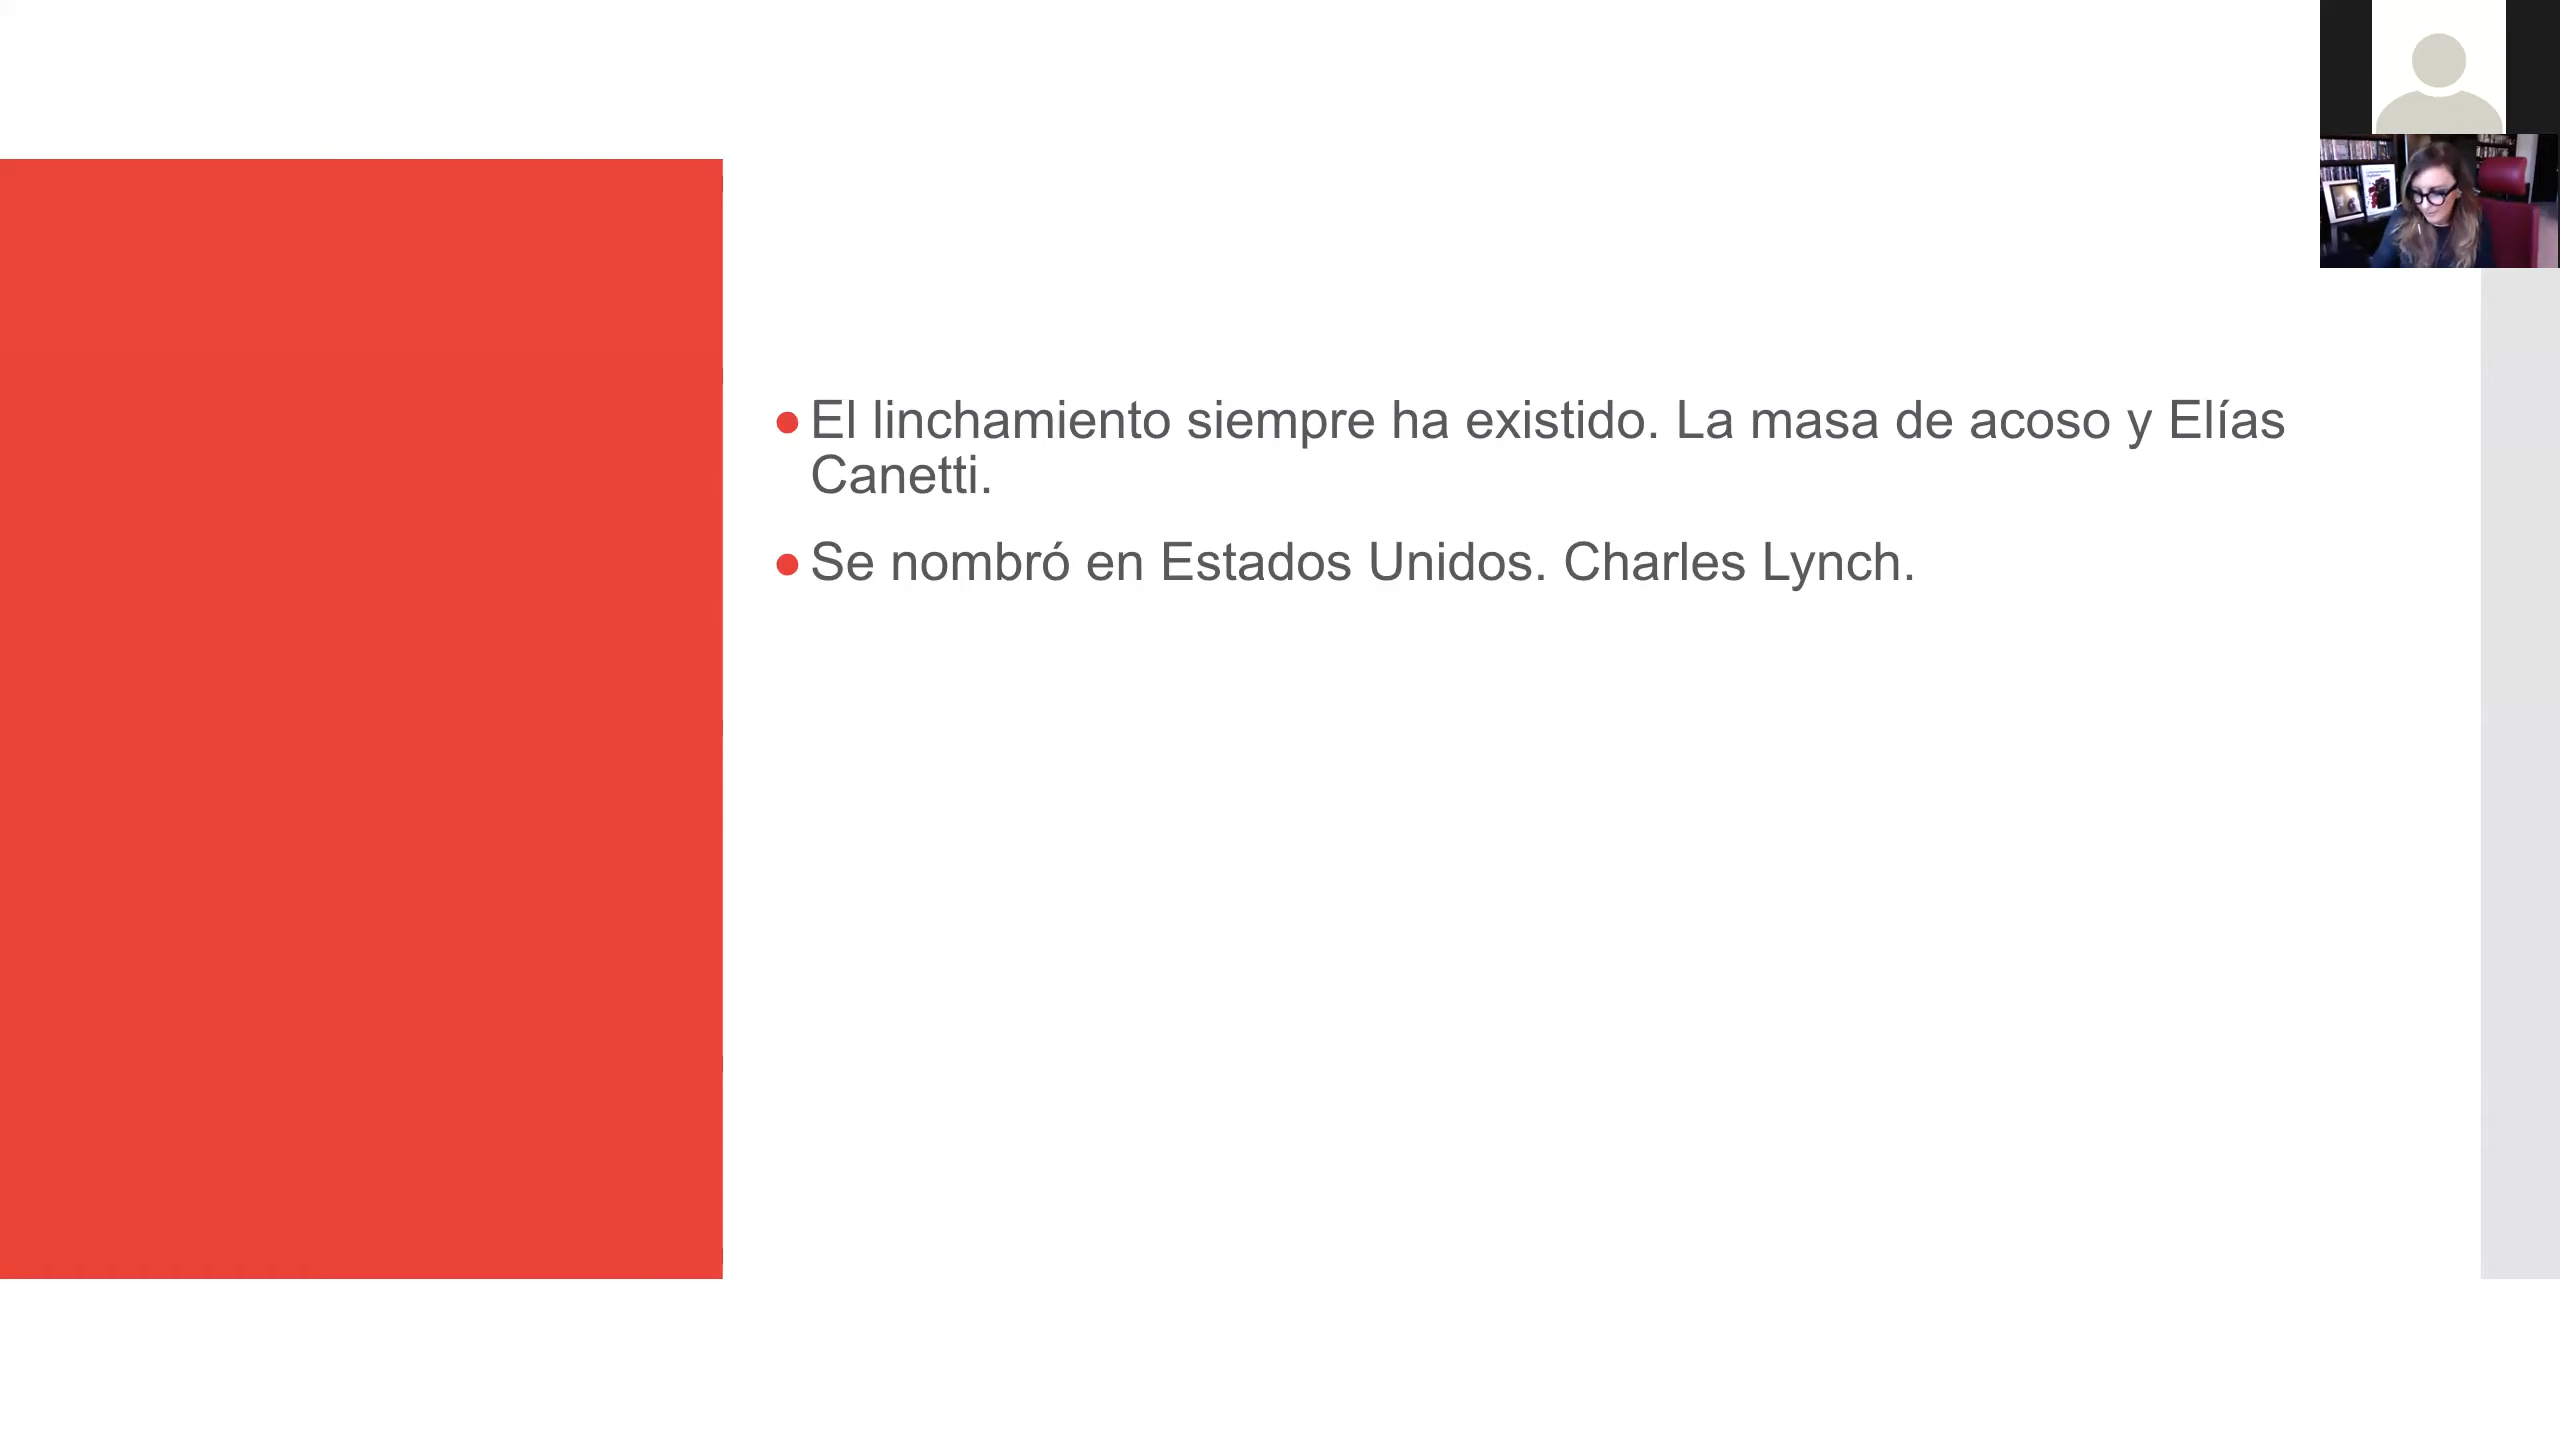 El linchamiento siempre ha existido. La masa de acoso y Elías
Canetti.
Se nombró en Estados Unidos. Charles Lynch.